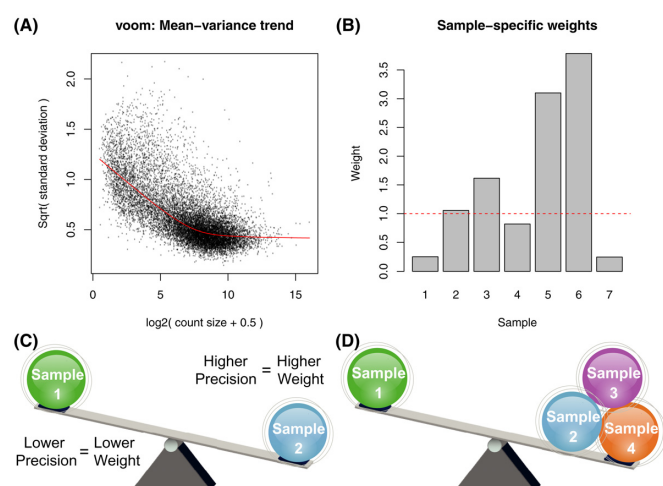 (A)
voom: Mean−variance trend
Sqrt( standard deviation )
2.0
1.5
1.0
0.5
0
5
10
15
log2( count size + 0.5 )
(B)
Sample−specific weights
Weight
3.5
3.0
2.5
2.0
1.5
1.0
0.5
0.0
1 2 3 4 5 6 7
Sample
(C)
Sample
1
Higher Precision = Higher Weight
Lower Precision = Lower Weight
Sample
2
(D)
Sample
1
Sample
3
Sample
2
Sample
4